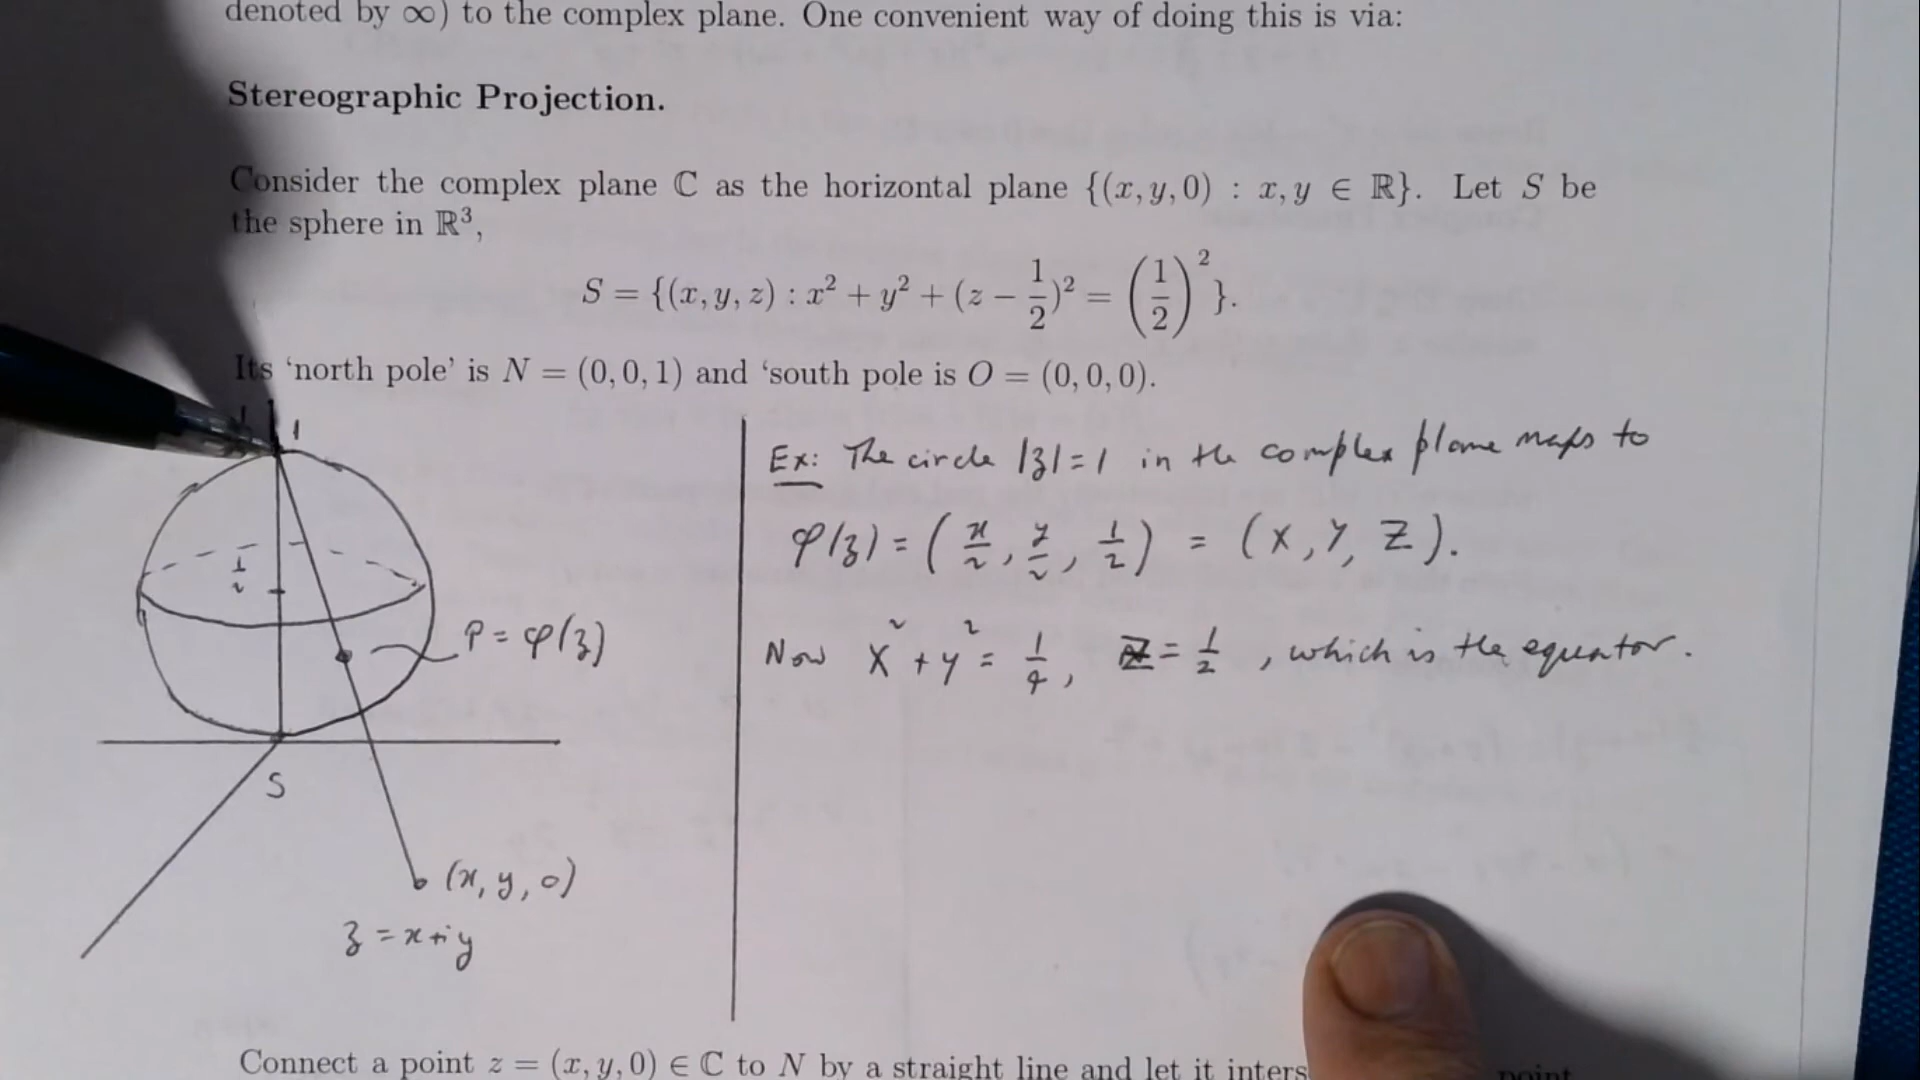 denoted by ∞) to the complex plane. One convenient way of doing this is via:
Stereographic Projection.
Consider the complex plane ℂ as the horizontal plane {(x, y, 0) : x, y ∈ ℝ}. Let S be
the sphere in ℝ³,
S = {(x, y, z) : x² + y² + (z − 1/2)² = (1/2)²}.
Its 'north pole' is N = (0, 0, 1) and 'south pole is O = (0, 0, 0).
1
1/2
P = φ(z)
S
(x, y, 0)
z = x + iy
Ex: The circle |z| = 1 in the complex plane maps to
φ(z) = (x/2, y/2, 1/2) = (X, Y, Z).
Now X² + Y² = 1/4, Z = 1/2, which is the equator.
Connect a point z = (x, y, 0) ∈ ℂ to N by a straight line and let it inters point